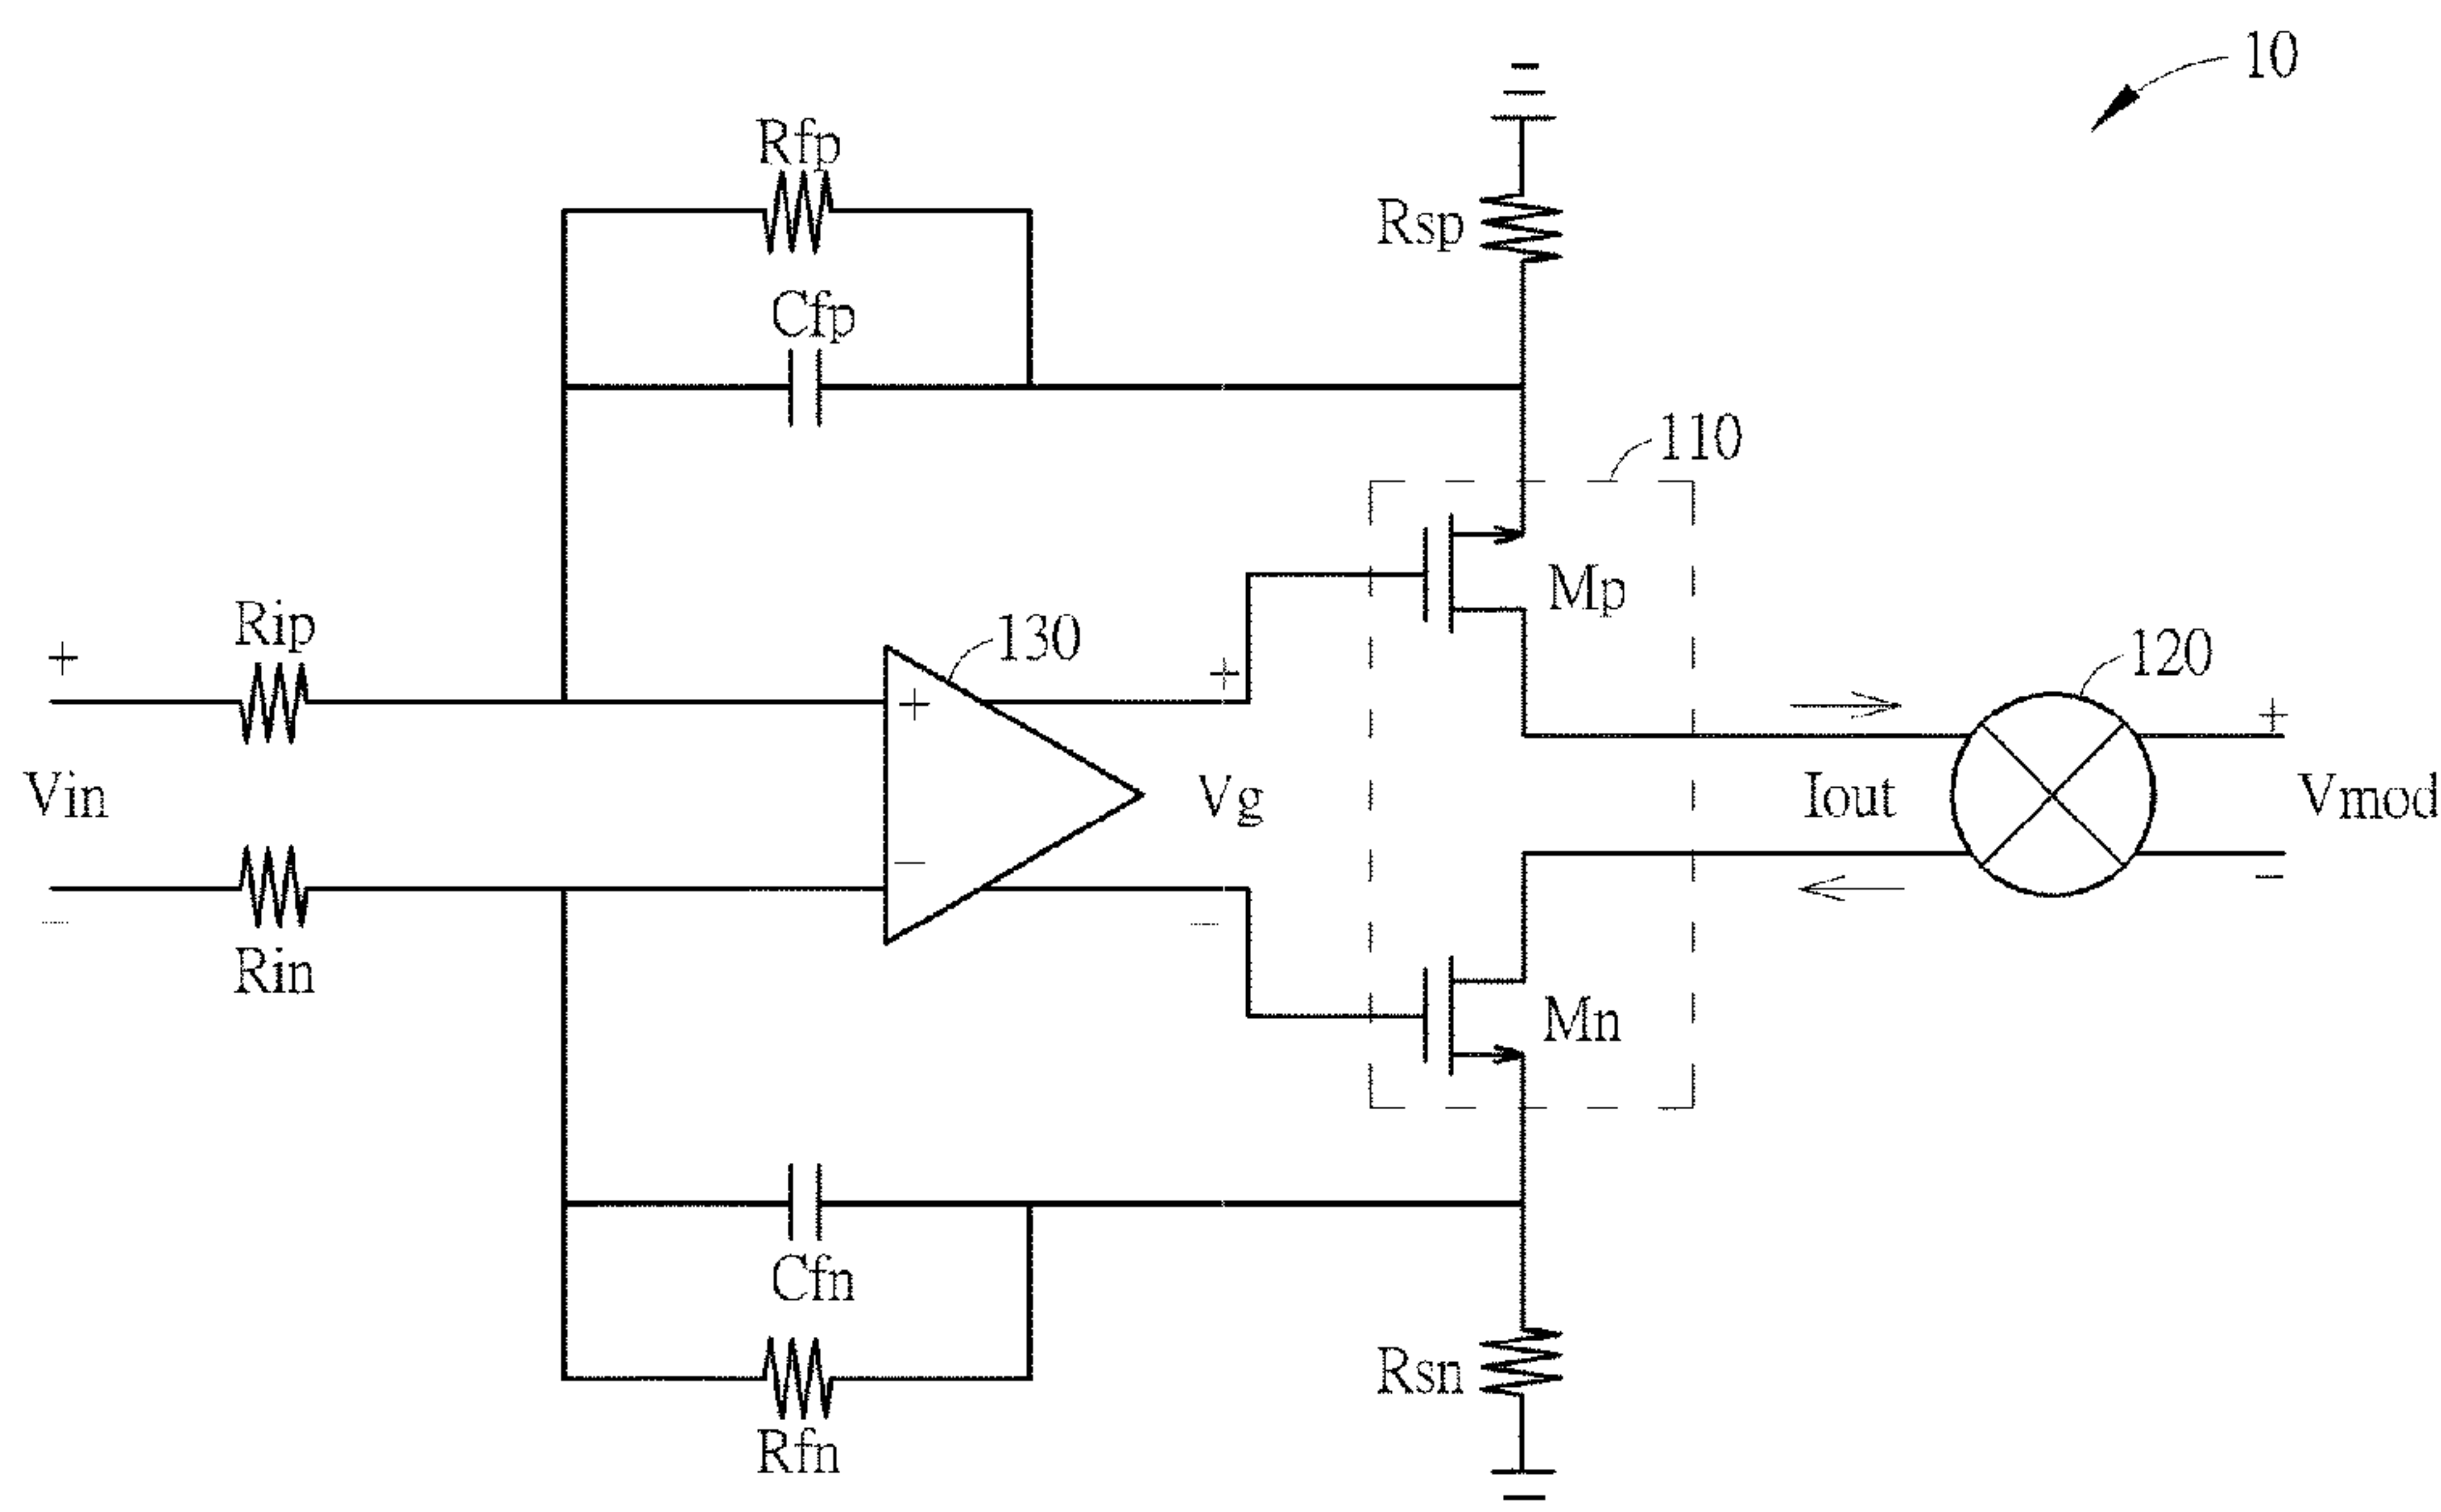 10
Rfp
Rsp
Cfp
110
Mp
Rip
130
120
+
+
+
+
Vin
Vg
Iout
Vmod
−
−
−
−
Rin
Mn
Cfn
Rsn
Rfn